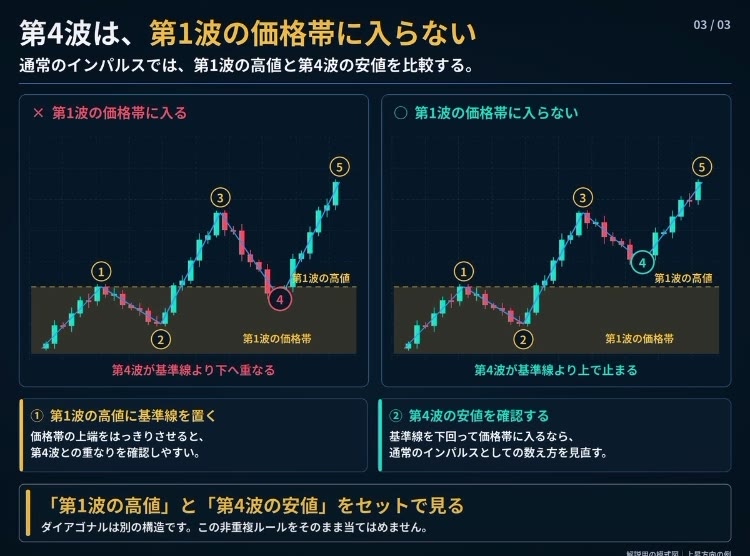 第4波は、第1波の価格帯に入らない
03 / 03
通常のインパルスでは、第1波の高値と第4波の安値を比較する。
× 第1波の価格帯に入る
5
3
1
第1波の高値
4
2
第1波の価格帯
第4波が基準線より下へ重なる
○ 第1波の価格帯に入らない
5
3
1
4
第1波の高値
2
第1波の価格帯
第4波が基準線より上で止まる
① 第1波の高値に基準線を置く
価格帯の上端をはっきりさせると、
第4波との重なりを確認しやすい。
② 第4波の安値を確認する
基準線を下回って価格帯に入るなら、
通常のインパルスとしての数え方を見直す。
「第1波の高値」と「第4波の安値」をセットで見る
ダイアゴナルは別の構造です。この非重複ルールをそのまま当てはめません。
解説用の模式図｜上昇方向の例